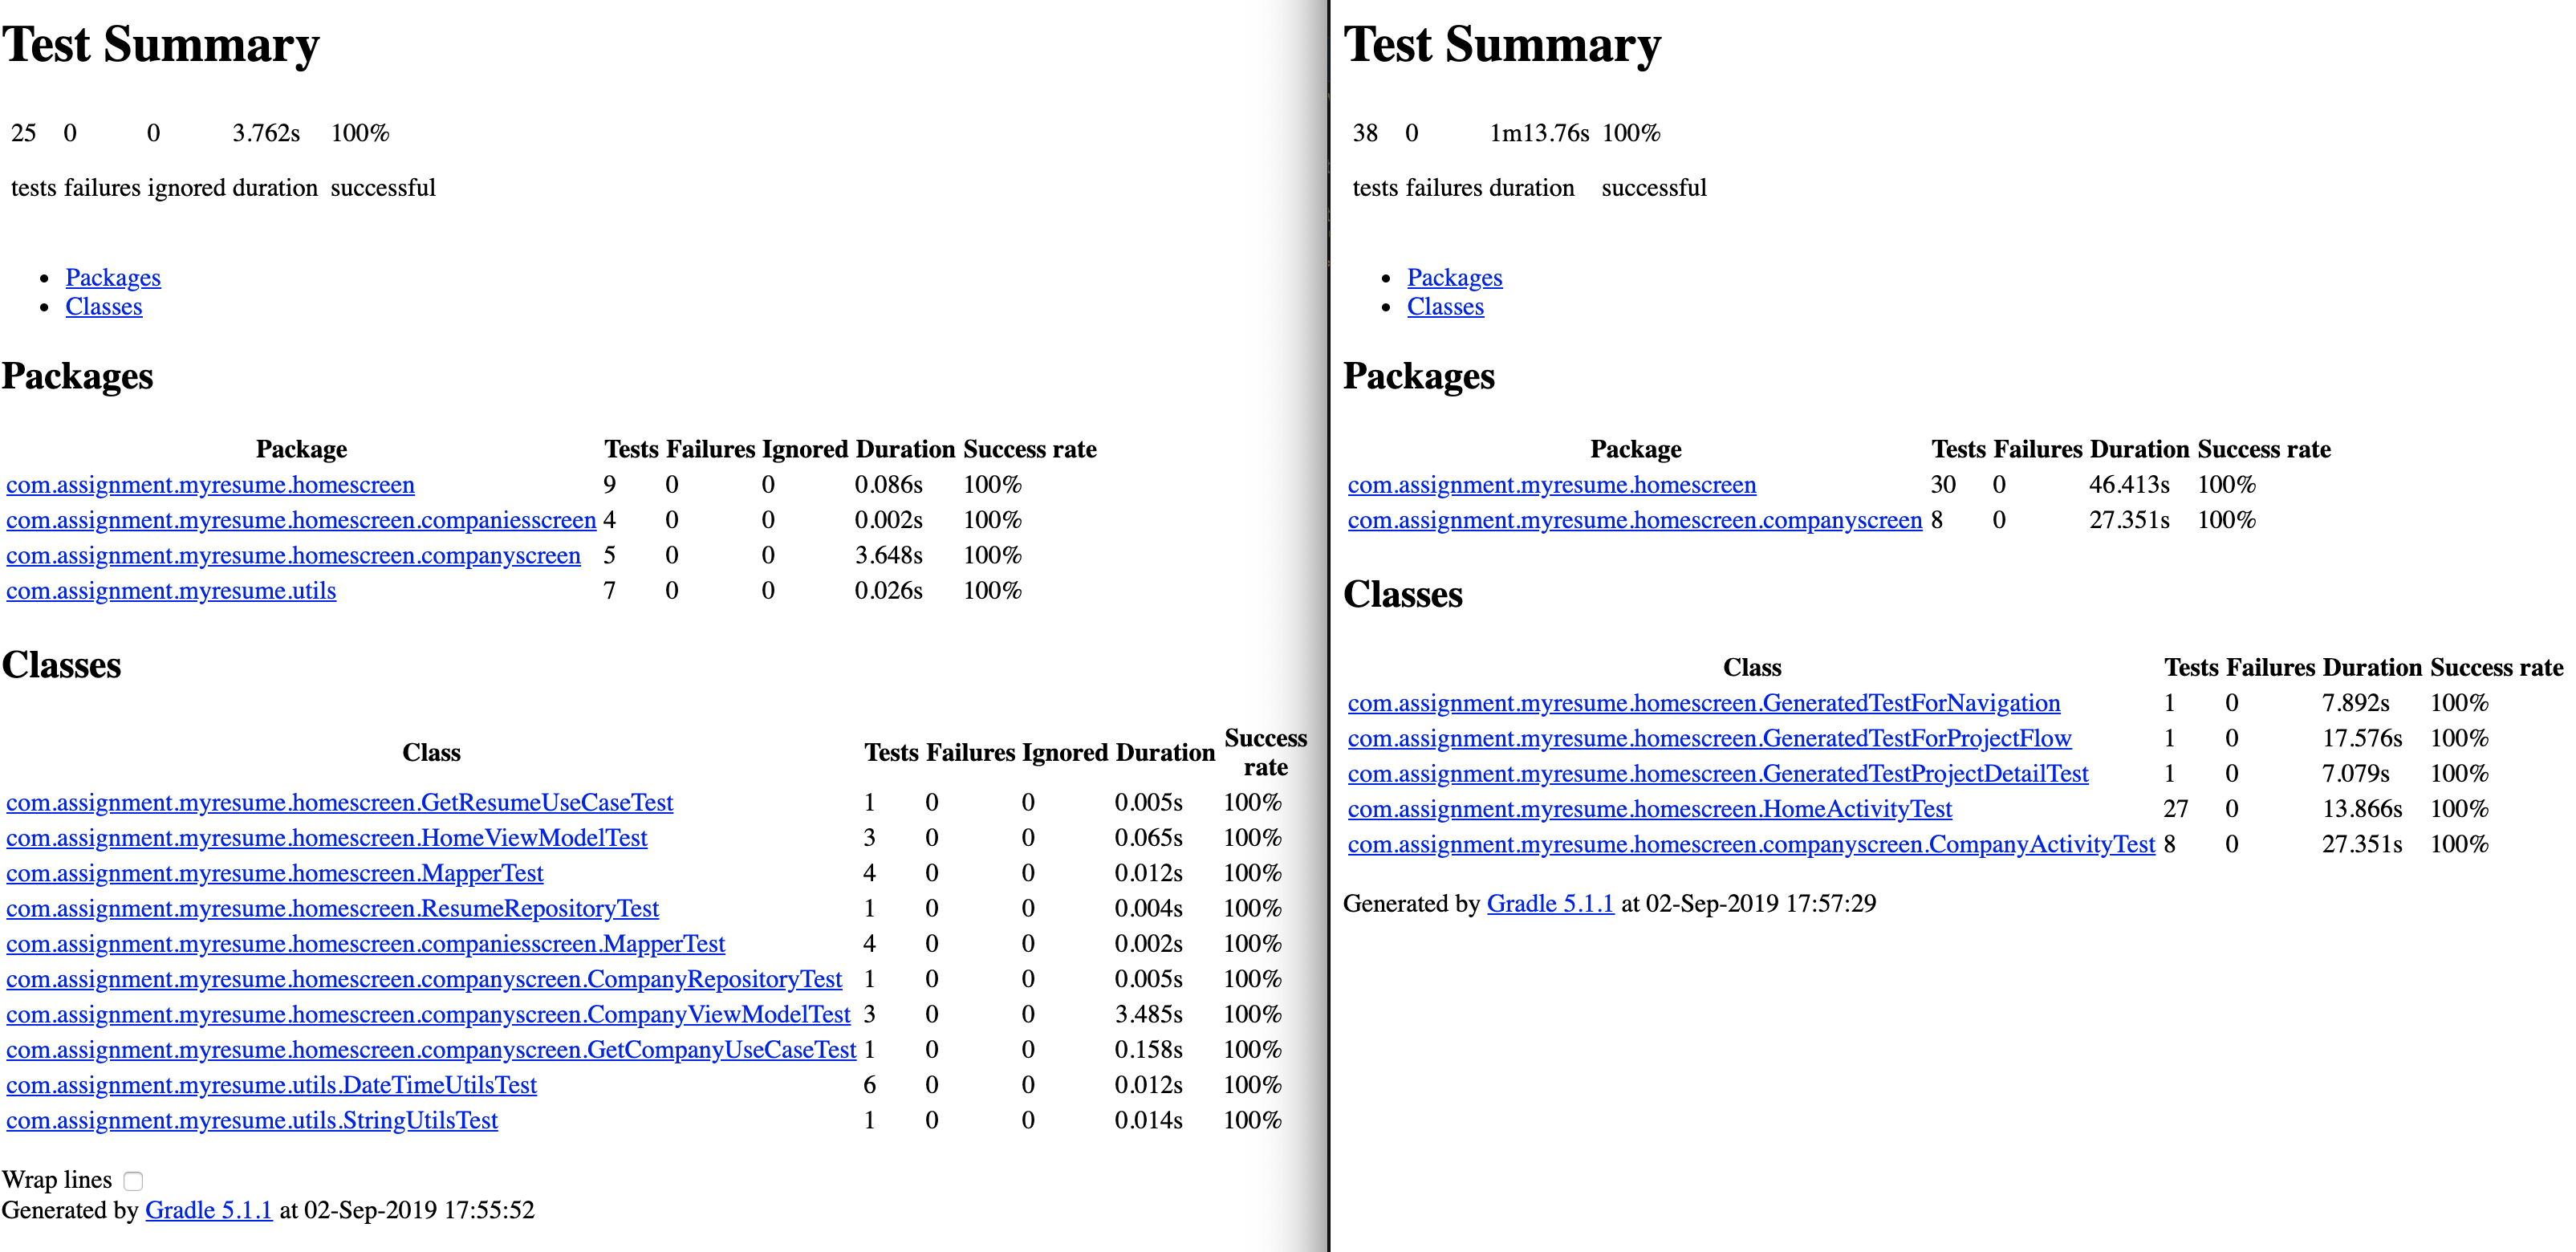 Test Summary
25 0 0 3.762s 100%
tests failures ignored duration successful
Packages
Classes
Packages
Package Tests Failures Ignored Duration Success rate
com.assignment.myresume.homescreen 9 0 0 0.086s 100%
com.assignment.myresume.homescreen.companiesscreen 4 0 0 0.002s 100%
com.assignment.myresume.homescreen.companyscreen 5 0 0 3.648s 100%
com.assignment.myresume.utils 7 0 0 0.026s 100%
Classes
Class Tests Failures Ignored Duration Success rate
com.assignment.myresume.homescreen.GetResumeUseCaseTest 1 0 0 0.005s 100%
com.assignment.myresume.homescreen.HomeViewModelTest 3 0 0 0.065s 100%
com.assignment.myresume.homescreen.MapperTest 4 0 0 0.012s 100%
com.assignment.myresume.homescreen.ResumeRepositoryTest 1 0 0 0.004s 100%
com.assignment.myresume.homescreen.companiesscreen.MapperTest 4 0 0 0.002s 100%
com.assignment.myresume.homescreen.companyscreen.CompanyRepositoryTest 1 0 0 0.005s 100%
com.assignment.myresume.homescreen.companyscreen.CompanyViewModelTest 3 0 0 3.485s 100%
com.assignment.myresume.homescreen.companyscreen.GetCompanyUseCaseTest 1 0 0 0.158s 100%
com.assignment.myresume.utils.DateTimeUtilsTest 6 0 0 0.012s 100%
com.assignment.myresume.utils.StringUtilsTest 1 0 0 0.014s 100%
Wrap lines
Generated by Gradle 5.1.1 at 02-Sep-2019 17:55:52
Test Summary
38 0 1m13.76s 100%
tests failures duration successful
Packages
Classes
Packages
Package Tests Failures Duration Success rate
com.assignment.myresume.homescreen 30 0 46.413s 100%
com.assignment.myresume.homescreen.companyscreen 8 0 27.351s 100%
Classes
Class Tests Failures Duration Success rate
com.assignment.myresume.homescreen.GeneratedTestForNavigation 1 0 7.892s 100%
com.assignment.myresume.homescreen.GeneratedTestForProjectFlow 1 0 17.576s 100%
com.assignment.myresume.homescreen.GeneratedTestProjectDetailTest 1 0 7.079s 100%
com.assignment.myresume.homescreen.HomeActivityTest 27 0 13.866s 100%
com.assignment.myresume.homescreen.companyscreen.CompanyActivityTest 8 0 27.351s 100%
Generated by Gradle 5.1.1 at 02-Sep-2019 17:57:29